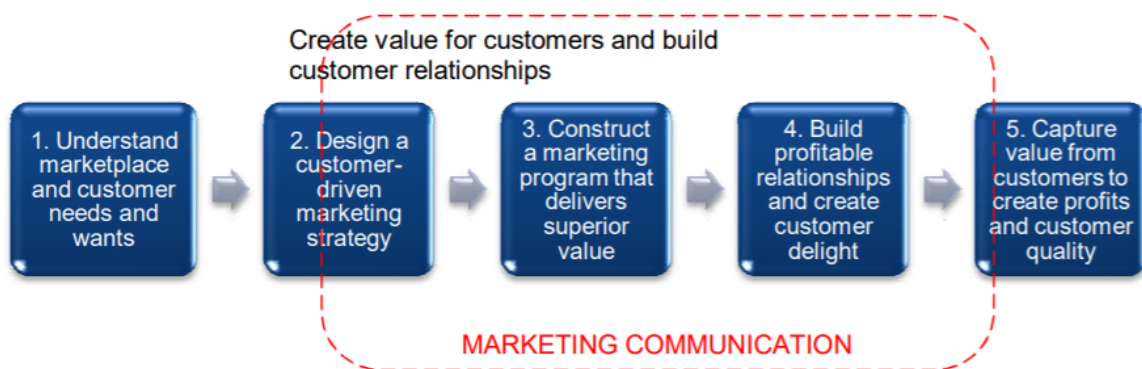 Create value for customers and build
customer relationships
1. Understand
marketplace
and customer
needs and
wants
2. Design a
customer-
driven
marketing
strategy
3. Construct
a marketing
program that
delivers
superior
value
4. Build
profitable
relationships
and create
customer
delight
5. Capture
value from
customers to
create profits
and customer
quality
MARKETING COMMUNICATION